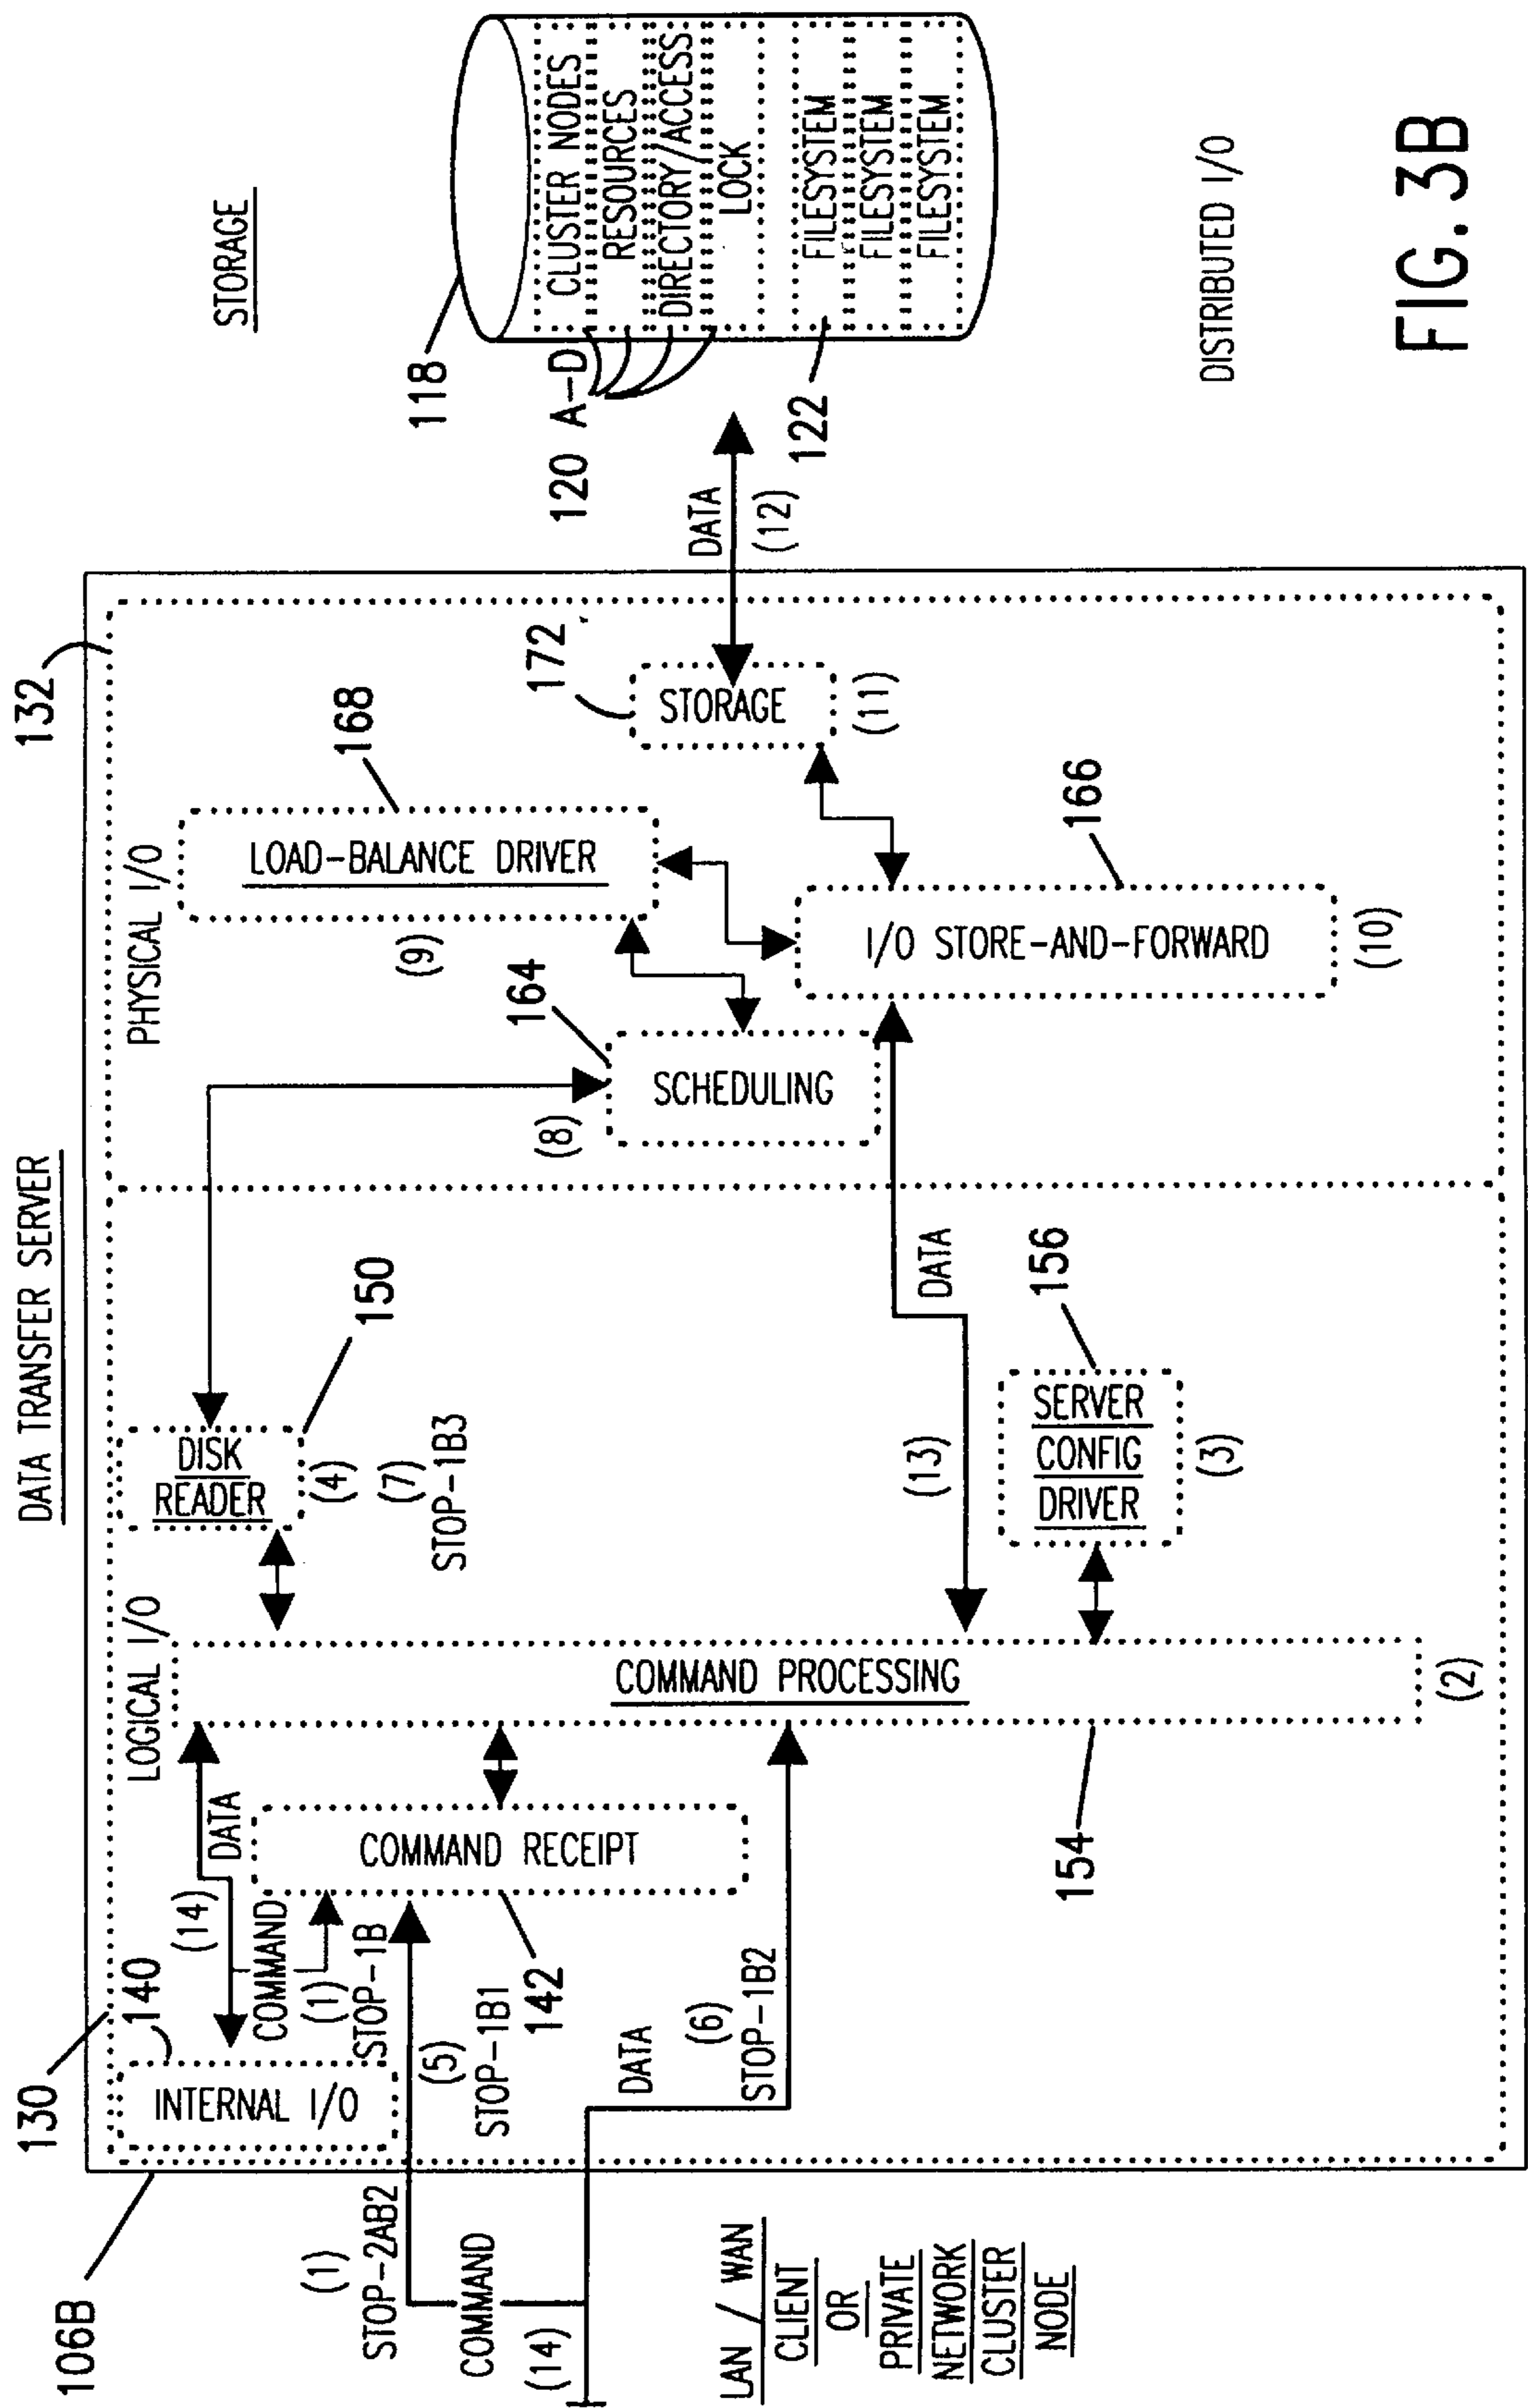 DATA TRANSFER SERVER
106B
130
132
LOGICAL I/O
PHYSICAL I/O
STORAGE
140
INTERNAL I/O
(14)
DATA
COMMAND
(1)
STOP-1B
COMMAND RECEIPT
142
(1)
STOP-2AB2
(5)
STOP-1B1
COMMAND
(14)
DATA
(6)
STOP-1B2
LAN / WAN
CLIENT
OR
PRIVATE
NETWORK
CLUSTER
NODE
COMMAND PROCESSING
154
(2)
DISK
READER
150
(4)
(7)
STOP-1B3
(13)
DATA
SERVER
CONFIG
DRIVER
156
(3)
SCHEDULING
164
(8)
LOAD-BALANCE DRIVER
168
(9)
I/O STORE-AND-FORWARD
166
(10)
STORAGE
172
(11)
DATA
(12)
118
120 A-D
CLUSTER NODES
RESOURCES
DIRECTORY/ACCESS
LOCK
122
FILESYSTEM
FILESYSTEM
FILESYSTEM
DISTRIBUTED I/O
FIG. 3B